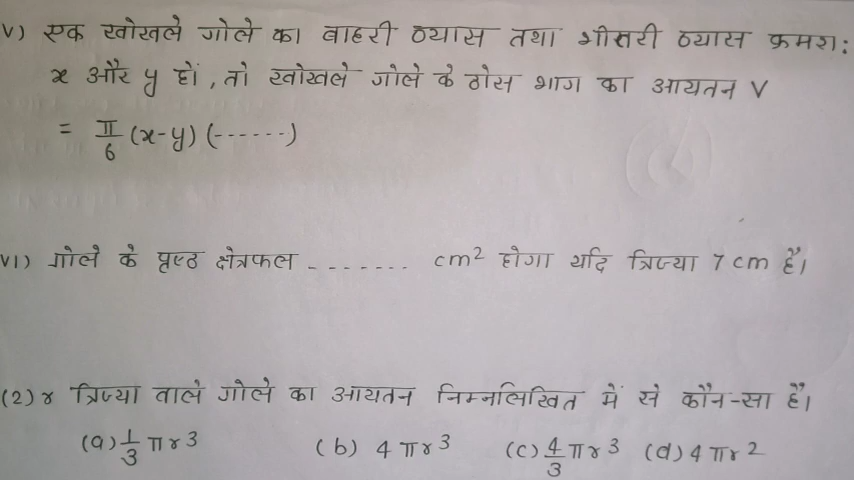 v) एक खोखले गोले का बाहरी व्यास तथा भीतरी व्यास क्रमश:
x और y हों, तो खोखले गोले के ठोस भाग का आयतन V
= π/6 (x-y) (------)
vi) गोले के पृष्ठ क्षेत्रफल ------- cm² होगा यदि त्रिज्या 7 cm है।
(2) r त्रिज्या वाले गोले का आयतन निम्नलिखित में से कौन-सा है।
(a) 1/3 πr³ (b) 4πr³ (c) 4/3 πr³ (d) 4πr²